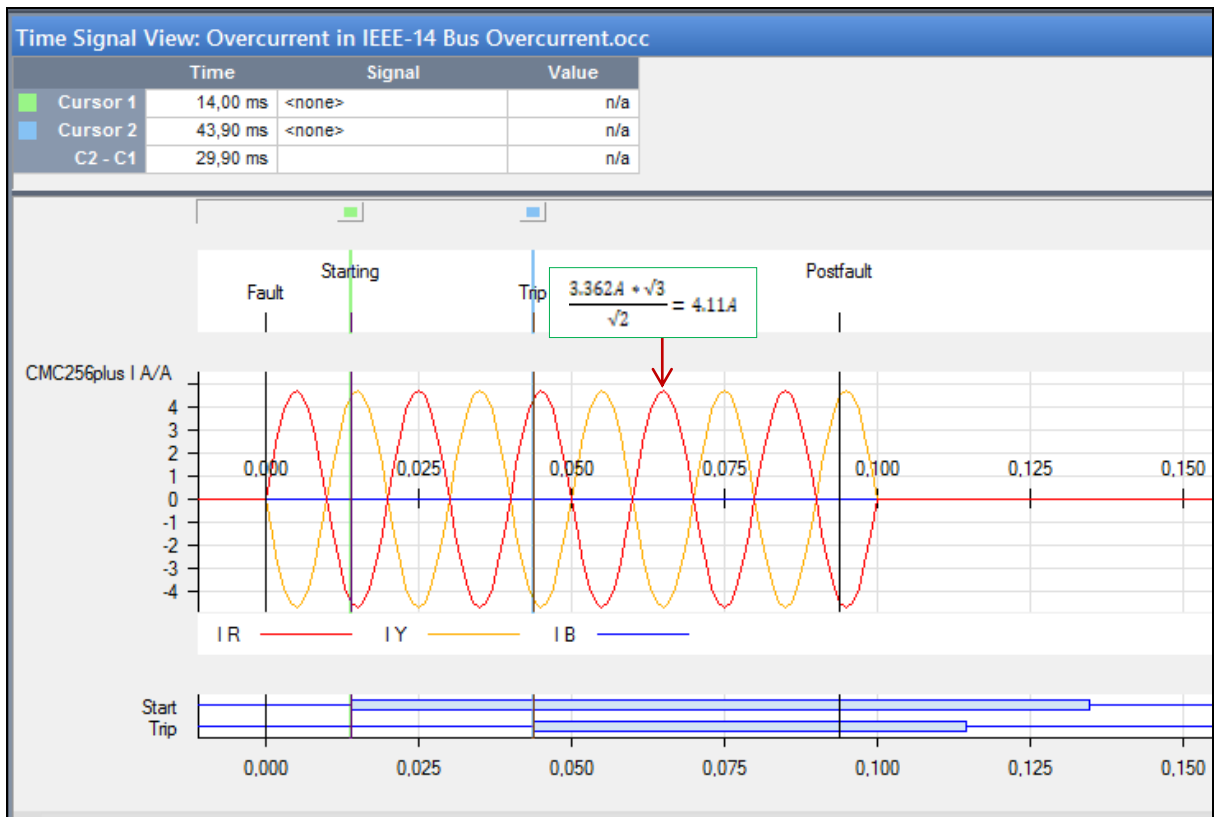 Time Signal View: Overcurrent in IEEE-14 Bus Overcurrent.occ
Time Signal Value
Cursor 1 14,00 ms <none> n/a
Cursor 2 43,90 ms <none> n/a
C2 - C1 29,90 ms n/a
Starting
Postfault
Fault
Trip
3.362A * √3
√2
= 4.11A
CMC256plus I A/A
4
3
2
1
0
-1
-2
-3
-4
0,000 0,025 0,050 0,075 0,100 0,125 0,150
I R I Y I B
Start
Trip
0,000 0,025 0,050 0,075 0,100 0,125 0,150